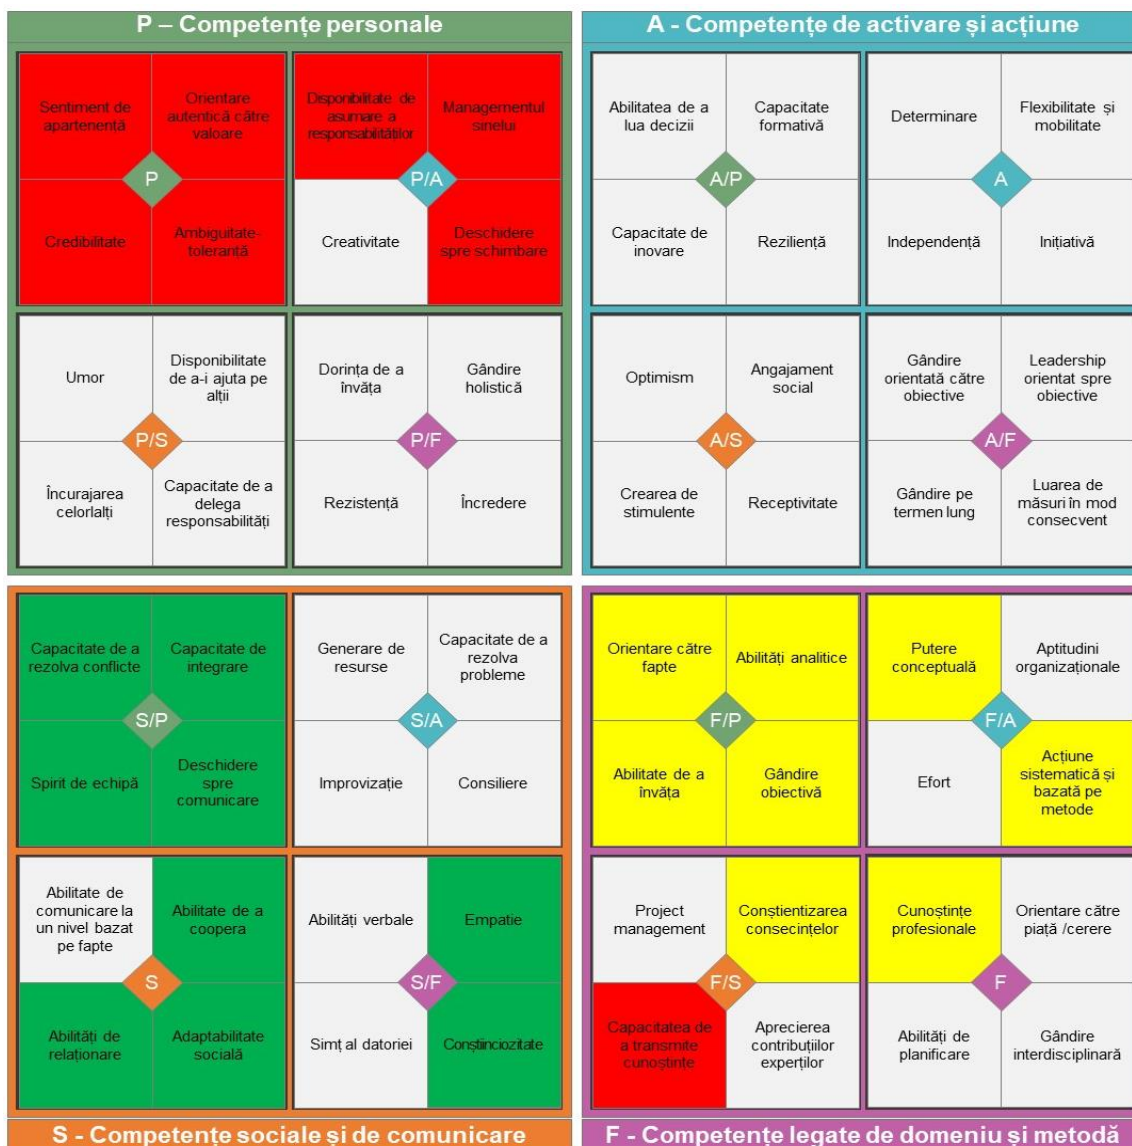 P – Competențe personale
Sentiment de
apartenență
Orientare
autentică către
valoare
P
Credibilitate
Ambiguitate-
toleranță
Disponibilitate de
asumare a
responsabilităților
Managementul
sinelui
P/A
Creativitate
Deschidere
spre schimbare
Umor
Disponibilitate
de a-i ajuta pe
alții
P/S
Încurajarea
celorlalți
Capacitate de a
delega
responsabilități
Dorința de a
învăța
Gândire
holistică
P/F
Rezistență
Încredere
A - Competențe de activare și acțiune
Abilitatea de a
lua decizii
Capacitate
formativă
A/P
Capacitate de
inovare
Reziliență
Determinare
Flexibilitate și
mobilitate
A
Independență
Inițiativă
Optimism
Angajament
social
A/S
Crearea de
stimulente
Receptivitate
Gândire
orientată către
obiective
Leadership
orientat spre
obiective
A/F
Gândire pe
termen lung
Luarea de
măsuri în mod
consecvent
Capacitate de a
rezolva conflicte
Capacitate de
integrare
S/P
Spirit de echipă
Deschidere
spre
comunicare
Generare de
resurse
Capacitate de a
rezolva
probleme
S/A
Improvizație
Consiliere
Abilitate de
comunicare la
un nivel bazat
pe fapte
Abilitate de a
coopera
S
Abilități de
relaționare
Adaptabilitate
socială
Abilități verbale
Empatie
S/F
Simț al datoriei
Conștiinciozitate
S - Competențe sociale și de comunicare
Orientare către
fapte
Abilități analitice
F/P
Abilitate de a
învăța
Gândire
obiectivă
Putere
conceptuală
Aptitudini
organizaționale
F/A
Efort
Acțiune
sistematică și
bazată pe
metode
Project
management
Conștientizarea
consecințelor
F/S
Capacitatea de
a transmite
cunoștințe
Aprecierea
contribuțiilor
experților
Cunoștințe
profesionale
Orientare către
piață /cerere
F
Abilități de
planificare
Gândire
interdisciplinară
F - Competențe legate de domeniu și metodă